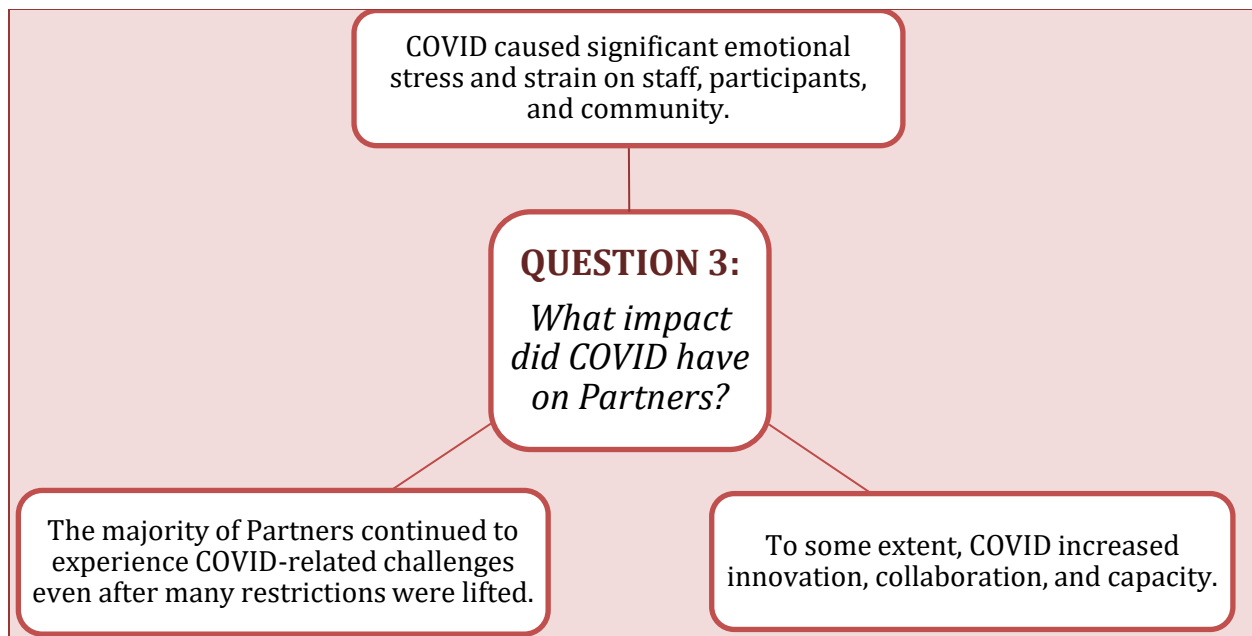 COVID caused significant emotional
stress and strain on staff, participants,
and community.
QUESTION 3:
What impact
did COVID have
on Partners?
The majority of Partners continued to
experience COVID-related challenges
even after many restrictions were lifted.
To some extent, COVID increased
innovation, collaboration, and capacity.